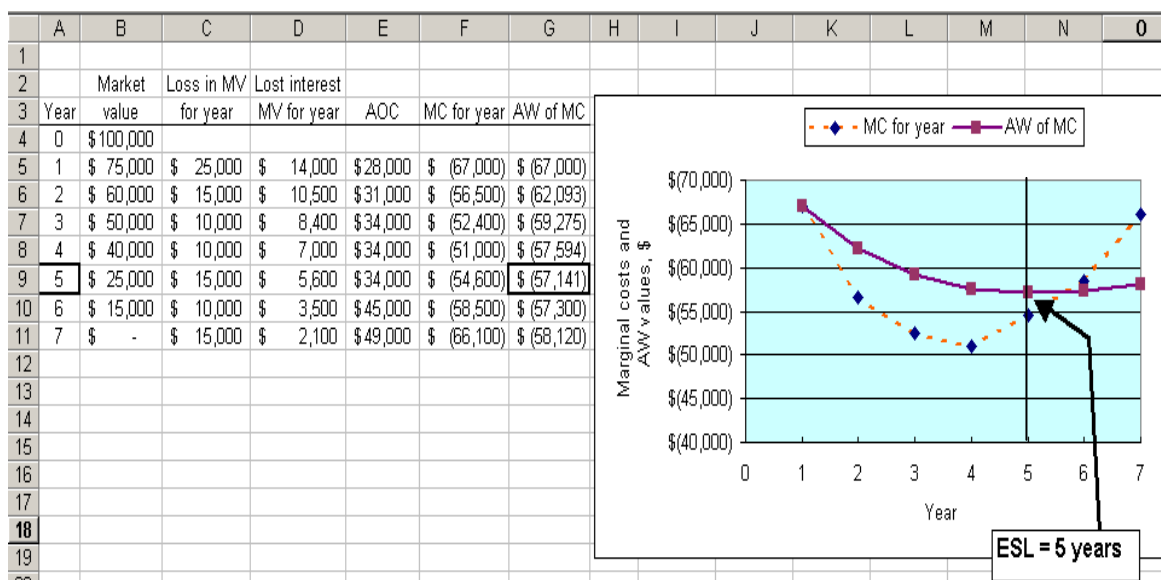 A B C D E F G H I J K L M N O
1
2 Market Loss in MV Lost interest
3 Year value for year MV for year AOC MC for year AW of MC
4 0 $100,000
5 1 $ 75,000 $ 25,000 $ 14,000 $28,000 $ (67,000) $ (67,000)
6 2 $ 60,000 $ 15,000 $ 10,500 $31,000 $ (56,500) $ (62,093)
7 3 $ 50,000 $ 10,000 $ 8,400 $34,000 $ (52,400) $ (59,275)
8 4 $ 40,000 $ 10,000 $ 7,000 $34,000 $ (51,000) $ (57,594)
9 5 $ 25,000 $ 15,000 $ 5,600 $34,000 $ (54,600) $ (57,141)
10 6 $ 15,000 $ 10,000 $ 3,500 $45,000 $ (58,500) $ (57,300)
11 7 $ - $ 15,000 $ 2,100 $49,000 $ (66,100) $ (58,120)
12
13
14
15
16
17
18
19
MC for year AW of MC
Marginal costs and
AW values, $
$(70,000)
$(65,000)
$(60,000)
$(55,000)
$(50,000)
$(45,000)
$(40,000)
0 1 2 3 4 5 6 7
Year
ESL = 5 years